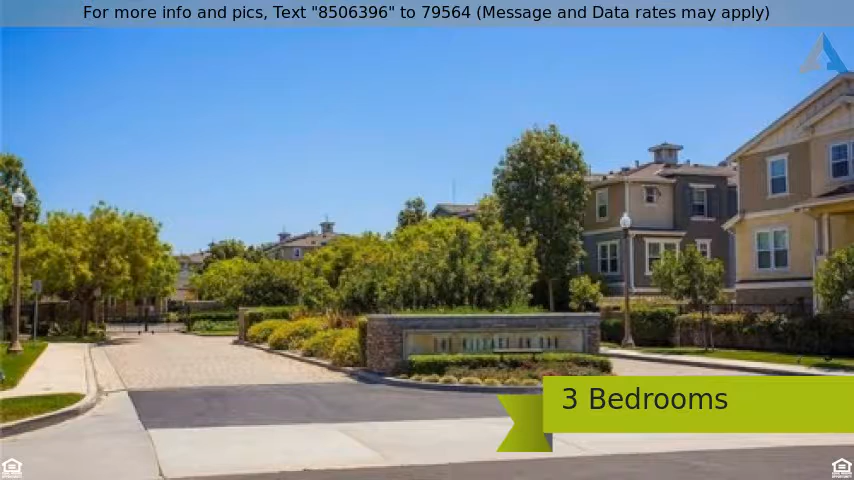 For more info and pics, Text "8506396" to 79564 (Message and Data rates may apply)
3 Bedrooms